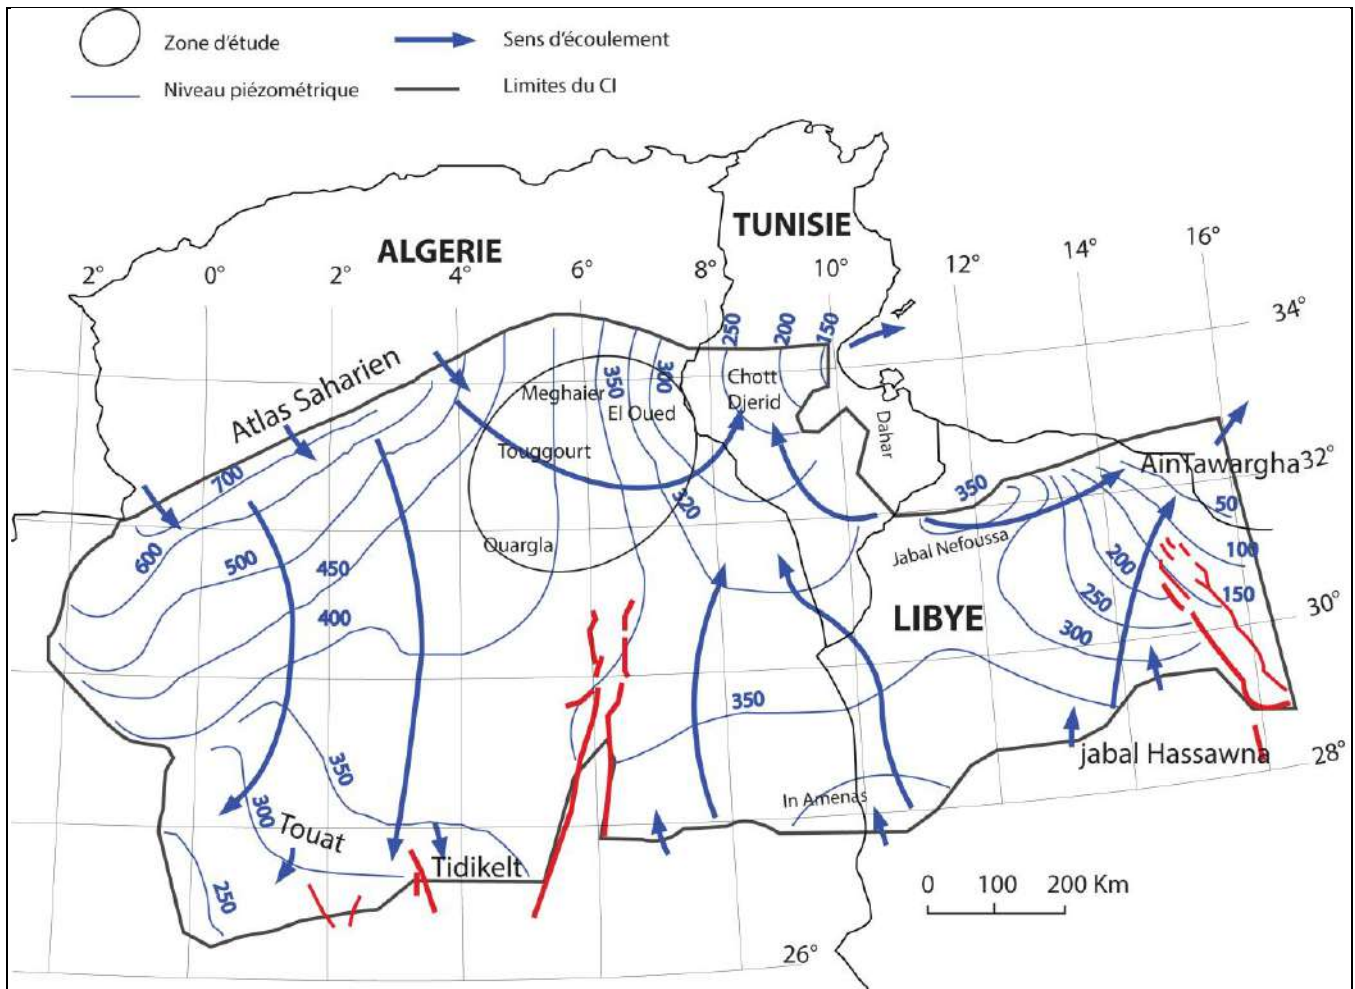 Zone d'étude
Sens d'écoulement
Niveau piézométrique
Limites du CI
TUNISIE
ALGERIE
2°
0°
2°
4°
6°
8°
10°
12°
14°
16°
34°
250
200
150
Atlas Saharien
Meghaier
350
300
El Oued
Chott
Djerid
Dahar
Touggourt
700
320
350
AinTawargha
32°
50
Ouargla
Jabal Nefoussa
600
500
450
400
200
100
150
250
300
LIBYE
30°
350
350
jabal Hassawna
28°
In Amenas
300
Touat
Tidikelt
250
0 100 200 Km
26°